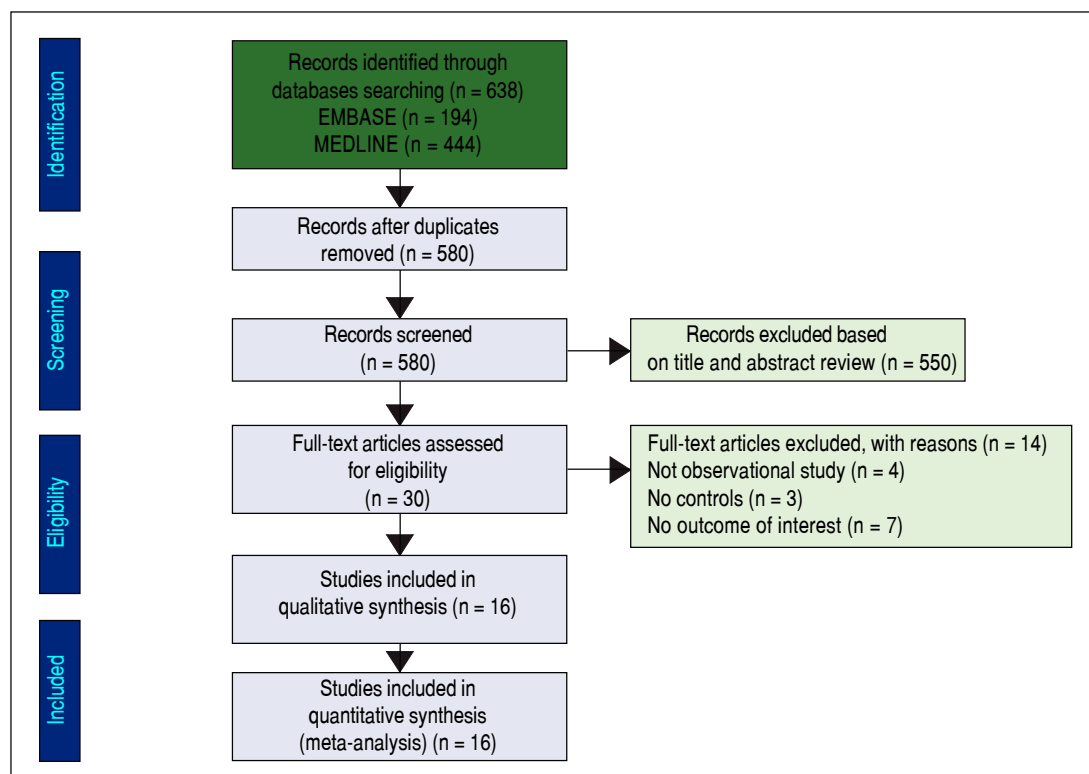 Identification
Records identified through
databases searching (n = 638)
EMBASE (n = 194)
MEDLINE (n = 444)
Records after duplicates
removed (n = 580)
Screening
Records screened
(n = 580)
Records excluded based
on title and abstract review (n = 550)
Eligibility
Full-text articles assessed
for eligibility
(n = 30)
Full-text articles excluded, with reasons (n = 14)
Not observational study (n = 4)
No controls (n = 3)
No outcome of interest (n = 7)
Studies included in
qualitative synthesis (n = 16)
Included
Studies included in
quantitative synthesis
(meta-analysis) (n = 16)